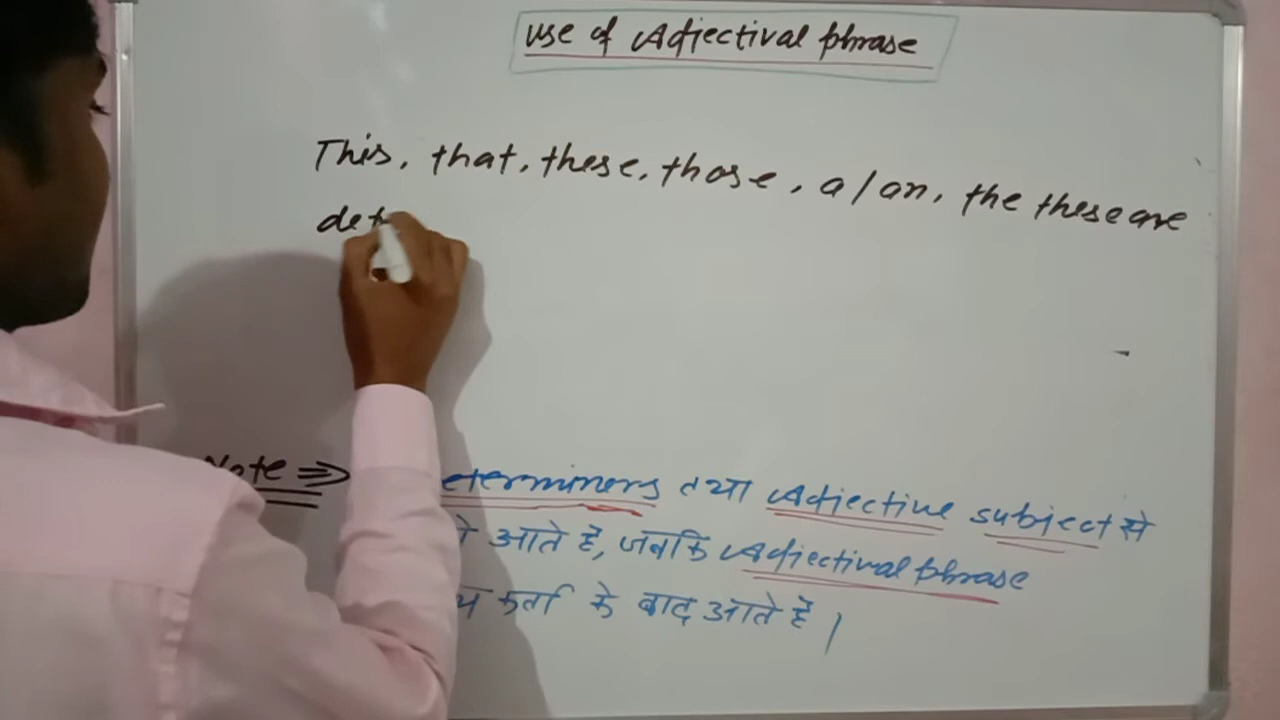 use of Adjectival phrase
This, that, these, those, a/an, the these are
det
Note ⇒ eterminers तथा Adjective subject से
आते हैं, जबकि Adjectival phrase
कर्ता के बाद आते हैं।